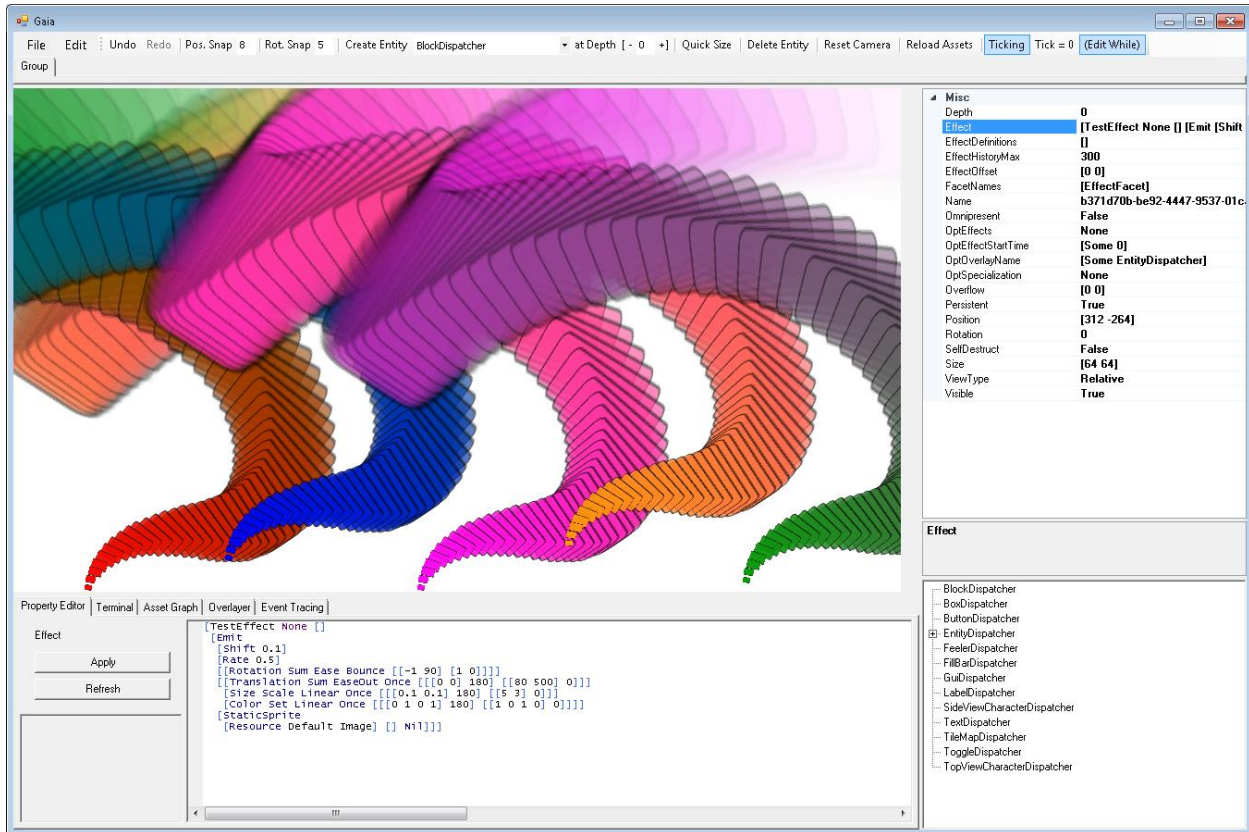 Gaia
File Edit Undo Redo Pos. Snap 8 Rot. Snap 5 Create Entity BlockDispatcher at Depth [ - 0 +] Quick Size Delete Entity Reset Camera Reload Assets Ticking Tick = 0 (Edit While)
Group
Misc
Depth 0
Effect [TestEffect None [] [Emit [Shift
EffectDefinitions []
EffectHistoryMax 300
EffectOffset [0 0]
FacetNames [EffectFacet]
Name b371d70b-be92-4447-9537-01c
Omnipresent False
OptEffects None
OptEffectStartTime [Some 0]
OptOverlayName [Some EntityDispatcher]
OptSpecialization None
Overflow [0 0]
Persistent True
Position [312 -264]
Rotation 0
SelfDestruct False
Size [64 64]
ViewType Relative
Visible True
Effect
Property Editor Terminal Asset Graph Overlayer Event Tracing
Effect
Apply
Refresh
[TestEffect None []
[Emit
[Shift 0.1]
[Rate 0.5]
[[Rotation Sum Ease Bounce [[-1 90] [1 0]]]]
[[Translation Sum EaseOut Once [[[0 0] 180] [[80 500] 0]]]
[Size Scale Linear Once [[[0.1 0.1] 180] [[5 3] 0]]]
[Color Set Linear Once [[[0 1 0 1] 180] [[1 0 1 0] 0]]]]
[StaticSprite
[Resource Default Image] [] Nil]]]
BlockDispatcher
BoxDispatcher
ButtonDispatcher
EntityDispatcher
FeelerDispatcher
FillBarDispatcher
GuiDispatcher
LabelDispatcher
SideViewCharacterDispatcher
TextDispatcher
TileMapDispatcher
ToggleDispatcher
TopViewCharacterDispatcher